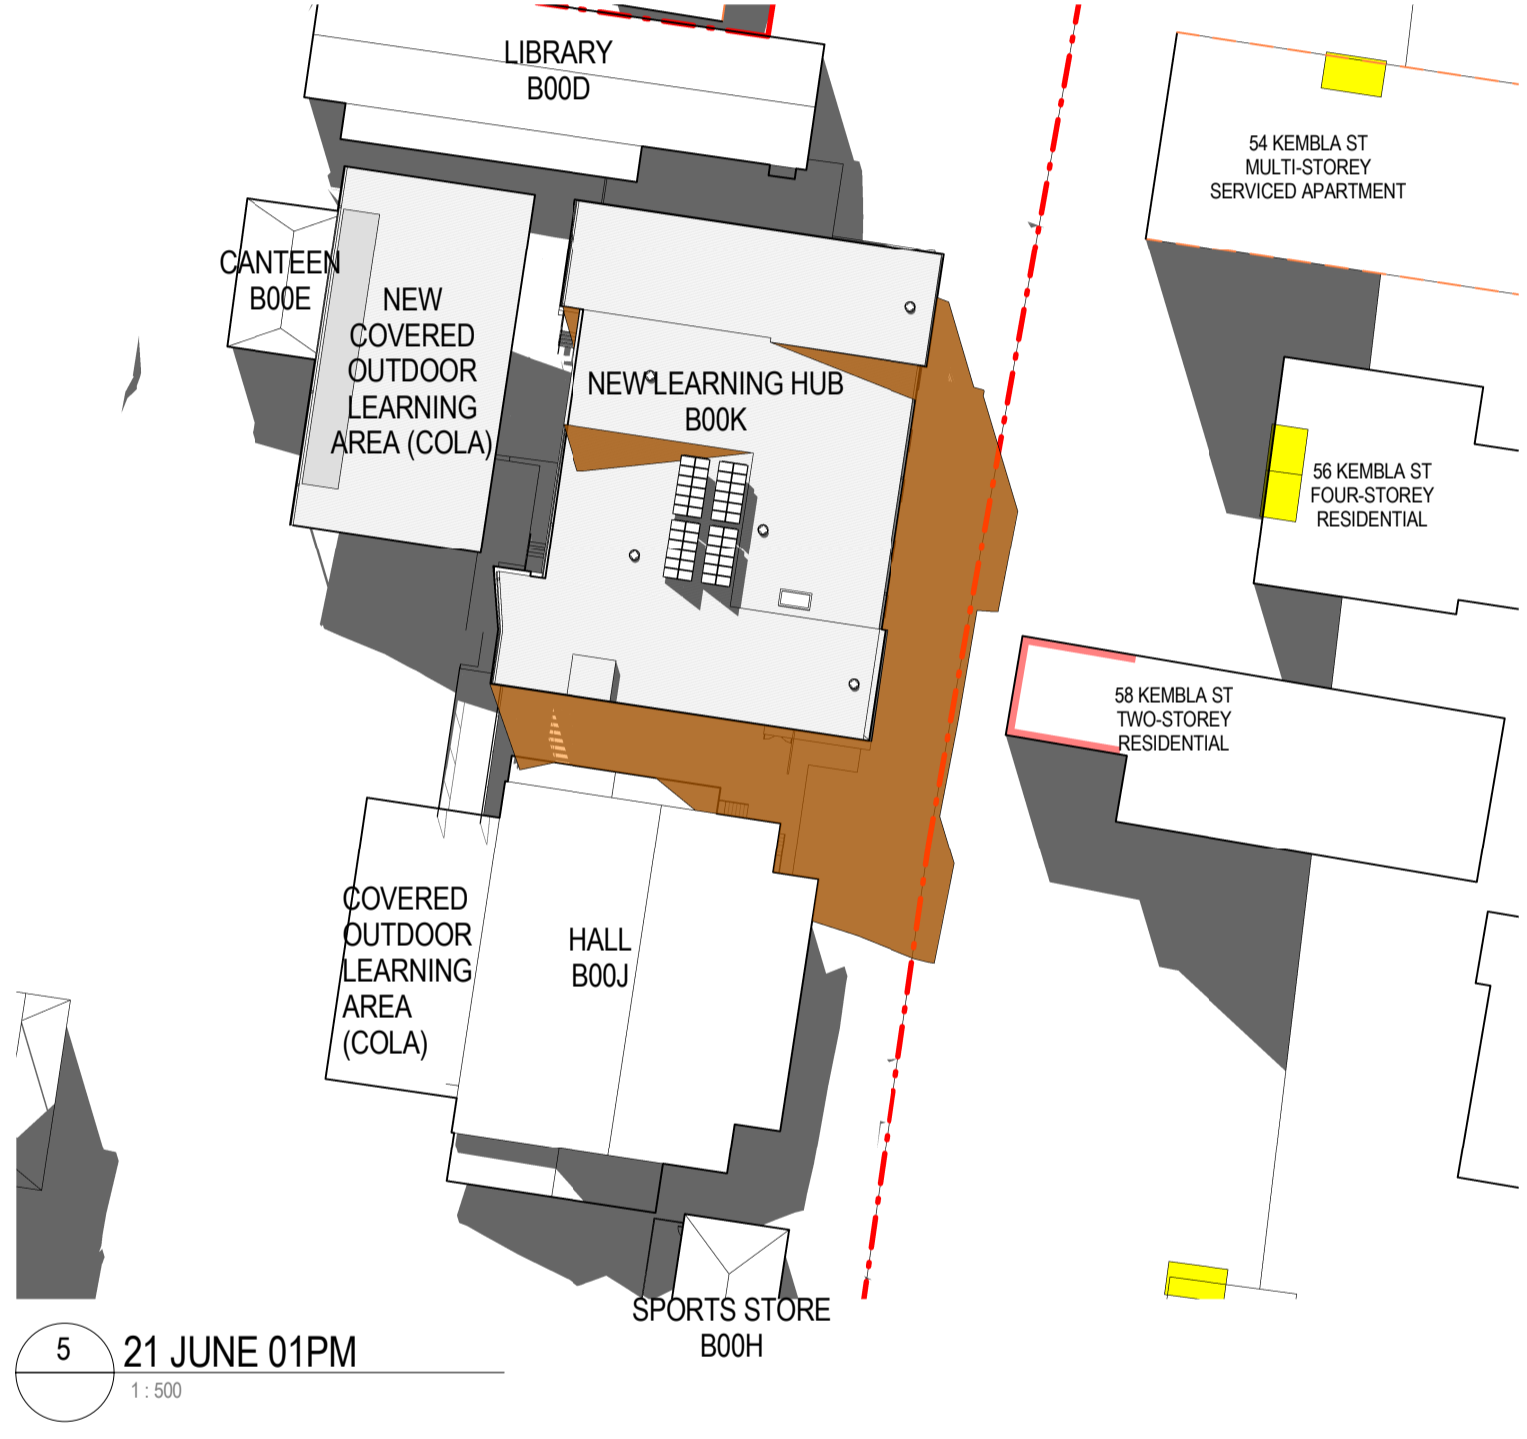 LIBRARY
B00D
54 KEMBLA ST
MULTI-STOREY
SERVICED APARTMENT
CANTEEN
B00E
NEW
COVERED
OUTDOOR
LEARNING
AREA (COLA)
NEW LEARNING HUB
B00K
56 KEMBLA ST
FOUR-STOREY
RESIDENTIAL
58 KEMBLA ST
TWO-STOREY
RESIDENTIAL
COVERED
OUTDOOR
LEARNING
AREA
(COLA)
HALL
B00J
SPORTS STORE
B00H
5
21 JUNE 01PM
1 : 500